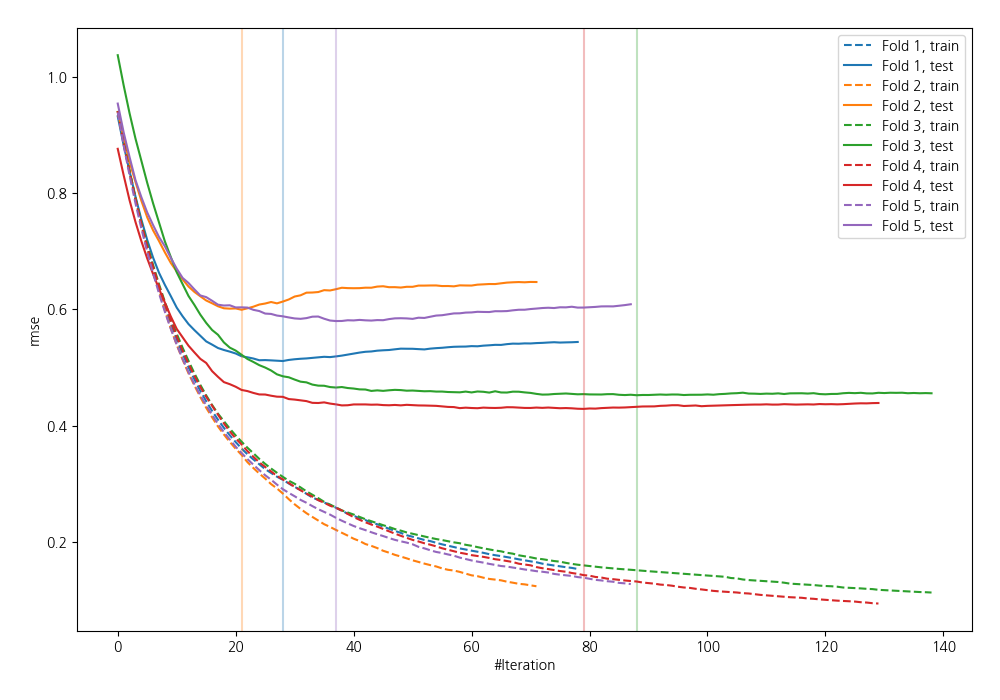 1.0
0.8
0.6
0.4
0.2
rmse
0
20
40
60
80
100
120
140
#Iteration
Fold 1, train
Fold 1, test
Fold 2, train
Fold 2, test
Fold 3, train
Fold 3, test
Fold 4, train
Fold 4, test
Fold 5, train
Fold 5, test